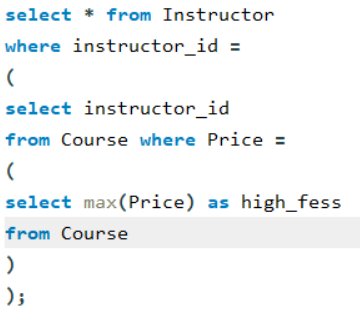 select * from Instructor
where instructor_id =
(
select instructor_id
from Course where Price =
(
select max(Price) as high_fess
from Course
)
);